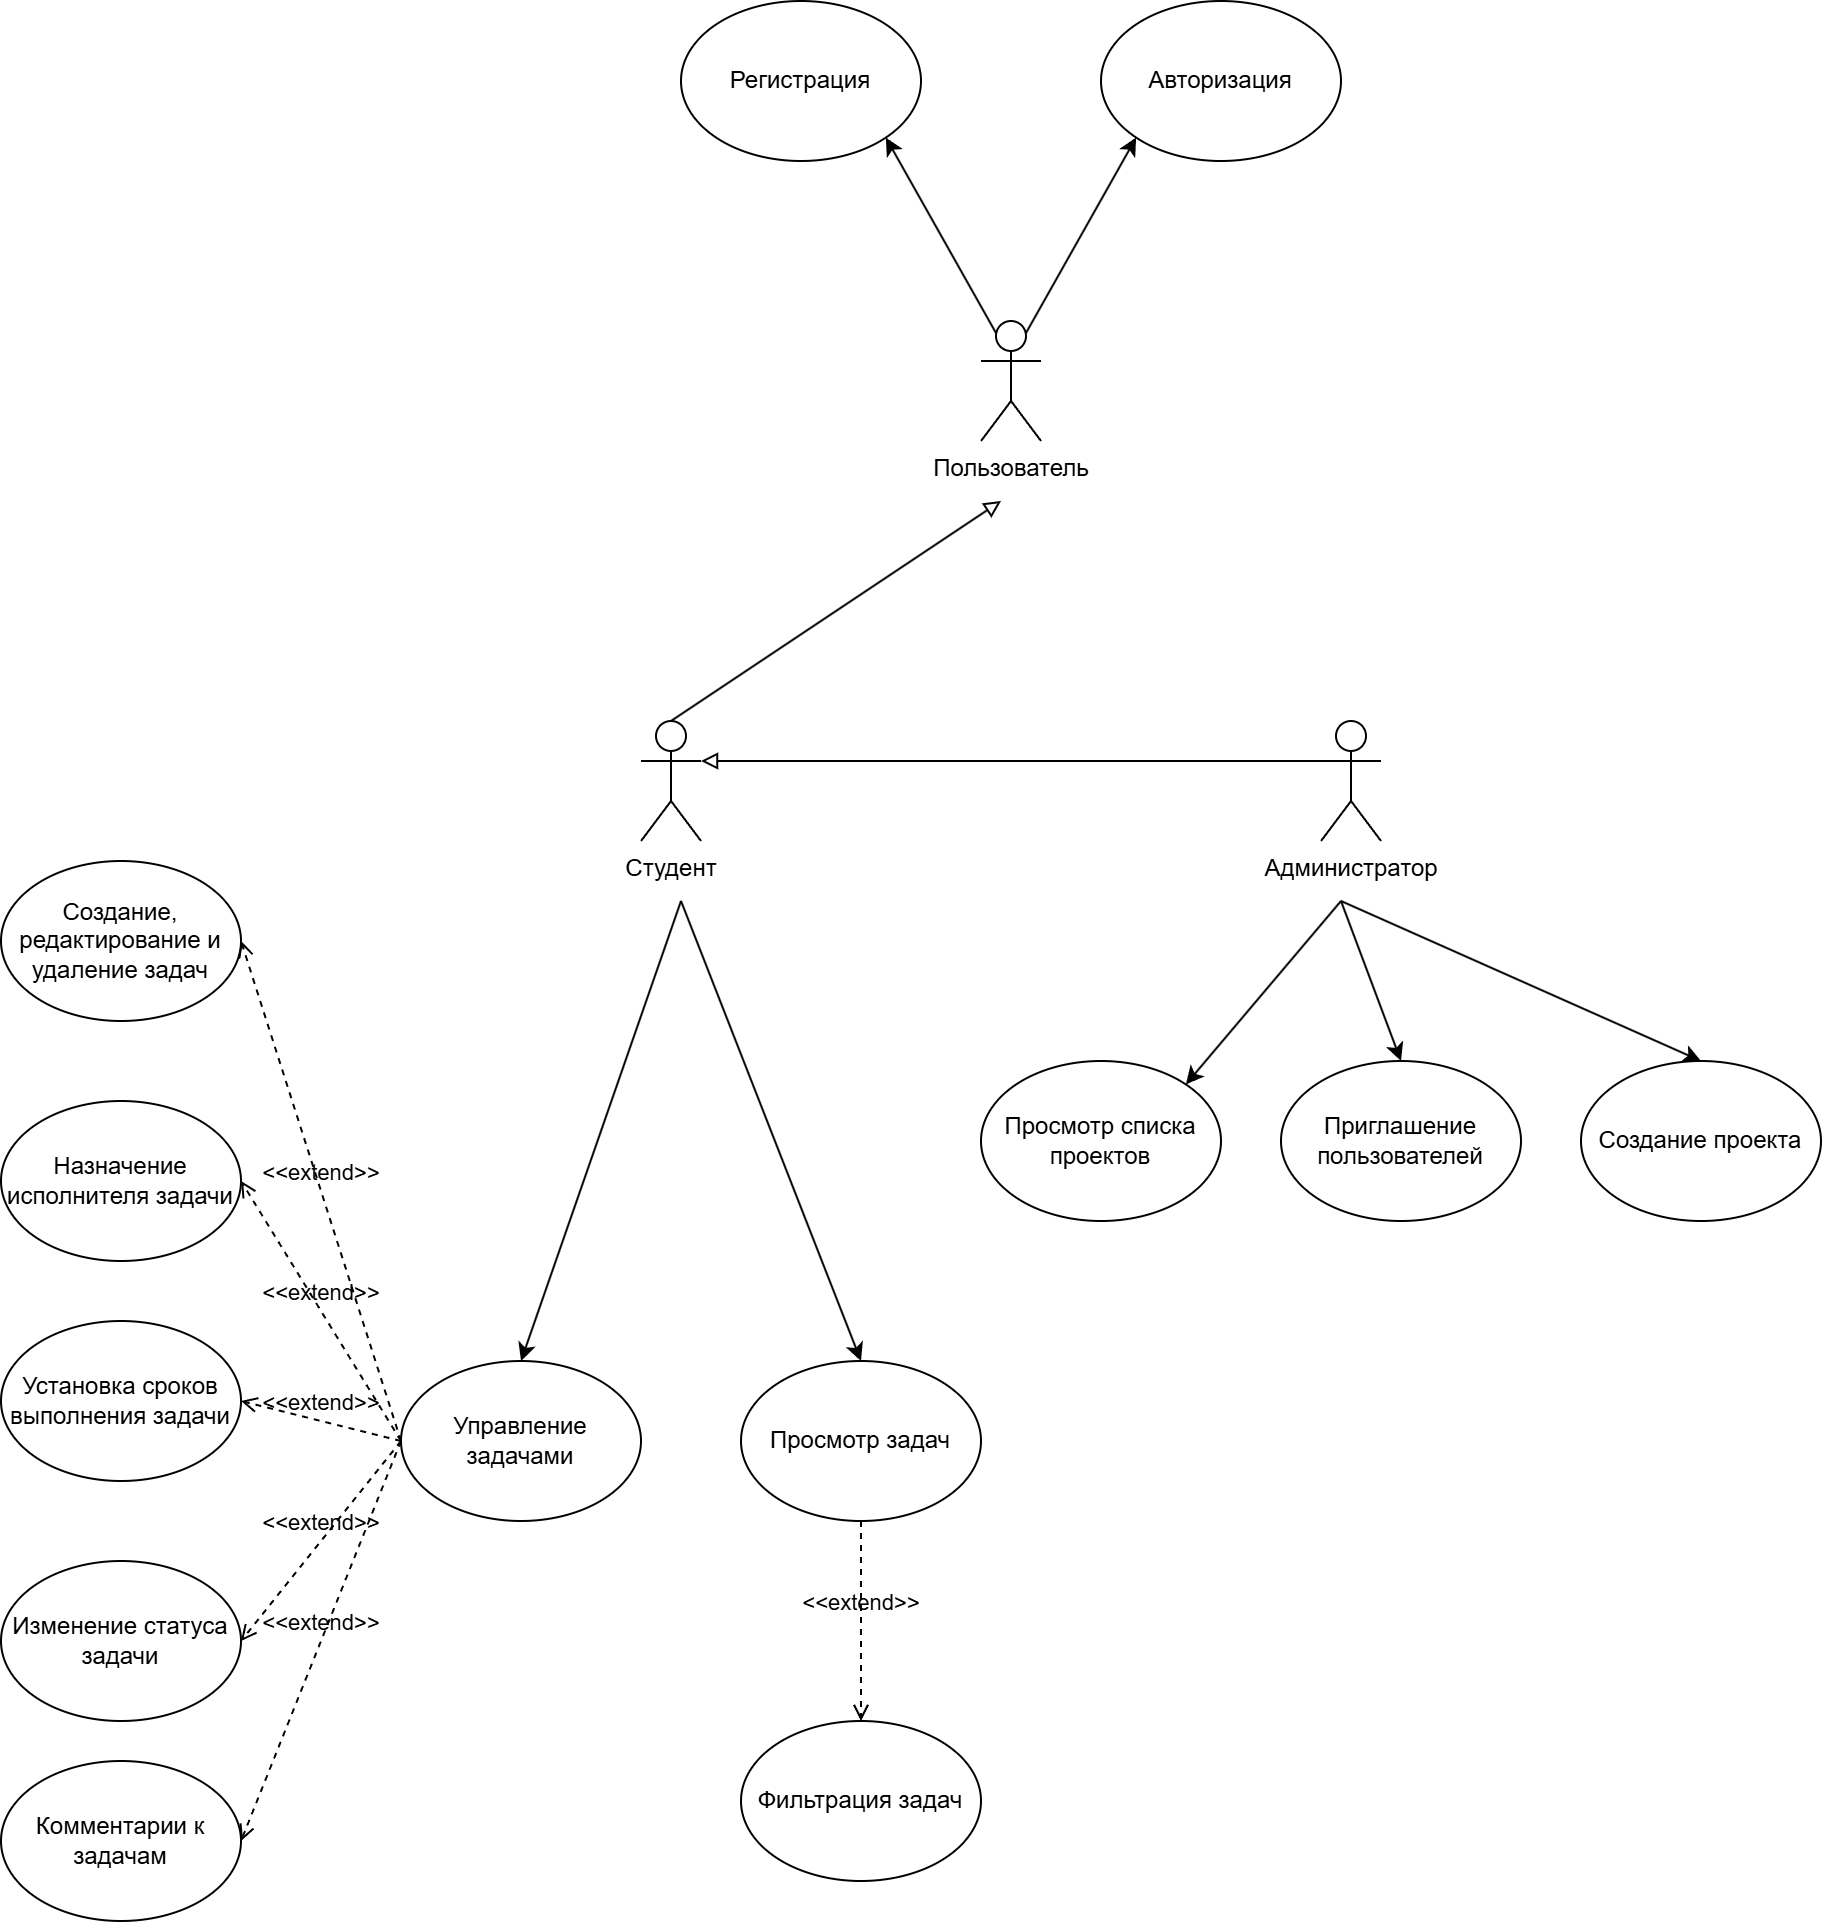 Регистрация
Авторизация
Пользователь
Студент
Администратор
Создание,
редактирование и
удаление задач
Просмотр списка
проектов
Приглашение
пользователей
Создание проекта
Назначение
исполнителя задачи
<<extend>>
<<extend>>
Установка сроков
выполнения задачи
<<extend>>
Управление
задачами
Просмотр задач
<<extend>>
<<extend>>
<<extend>>
Изменение статуса
задачи
Фильтрация задач
Комментарии к
задачам